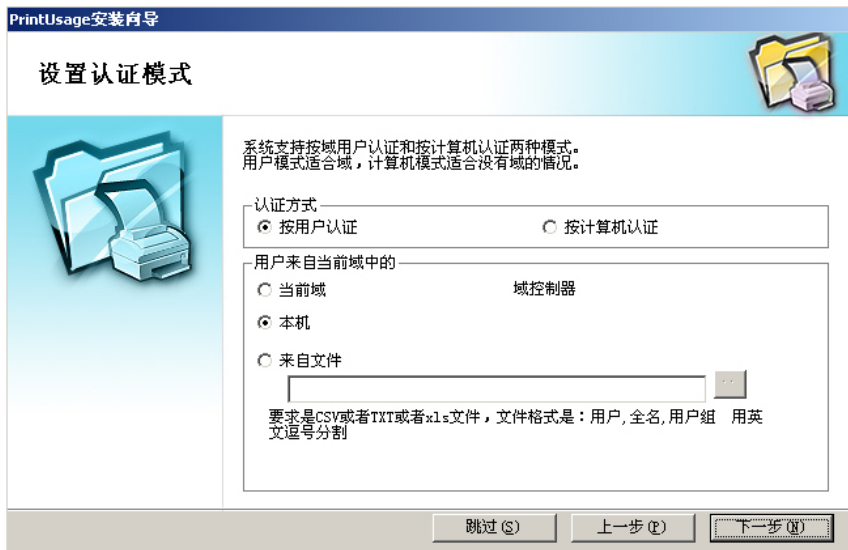 PrintUsage安装向导
设置认证模式
系统支持按域用户认证和按计算机认证两种模式。
用户模式适合域，计算机模式适合没有域的情况。
认证方式
按用户认证 按计算机认证
用户来自当前域中的
当前域 域控制器
本机
来自文件
..
要求是CSV或者TXT或者xls文件，文件格式是：用户,全名,用户组 用英
文逗号分割
跳过(S) 上一步(P) 下一步(N)